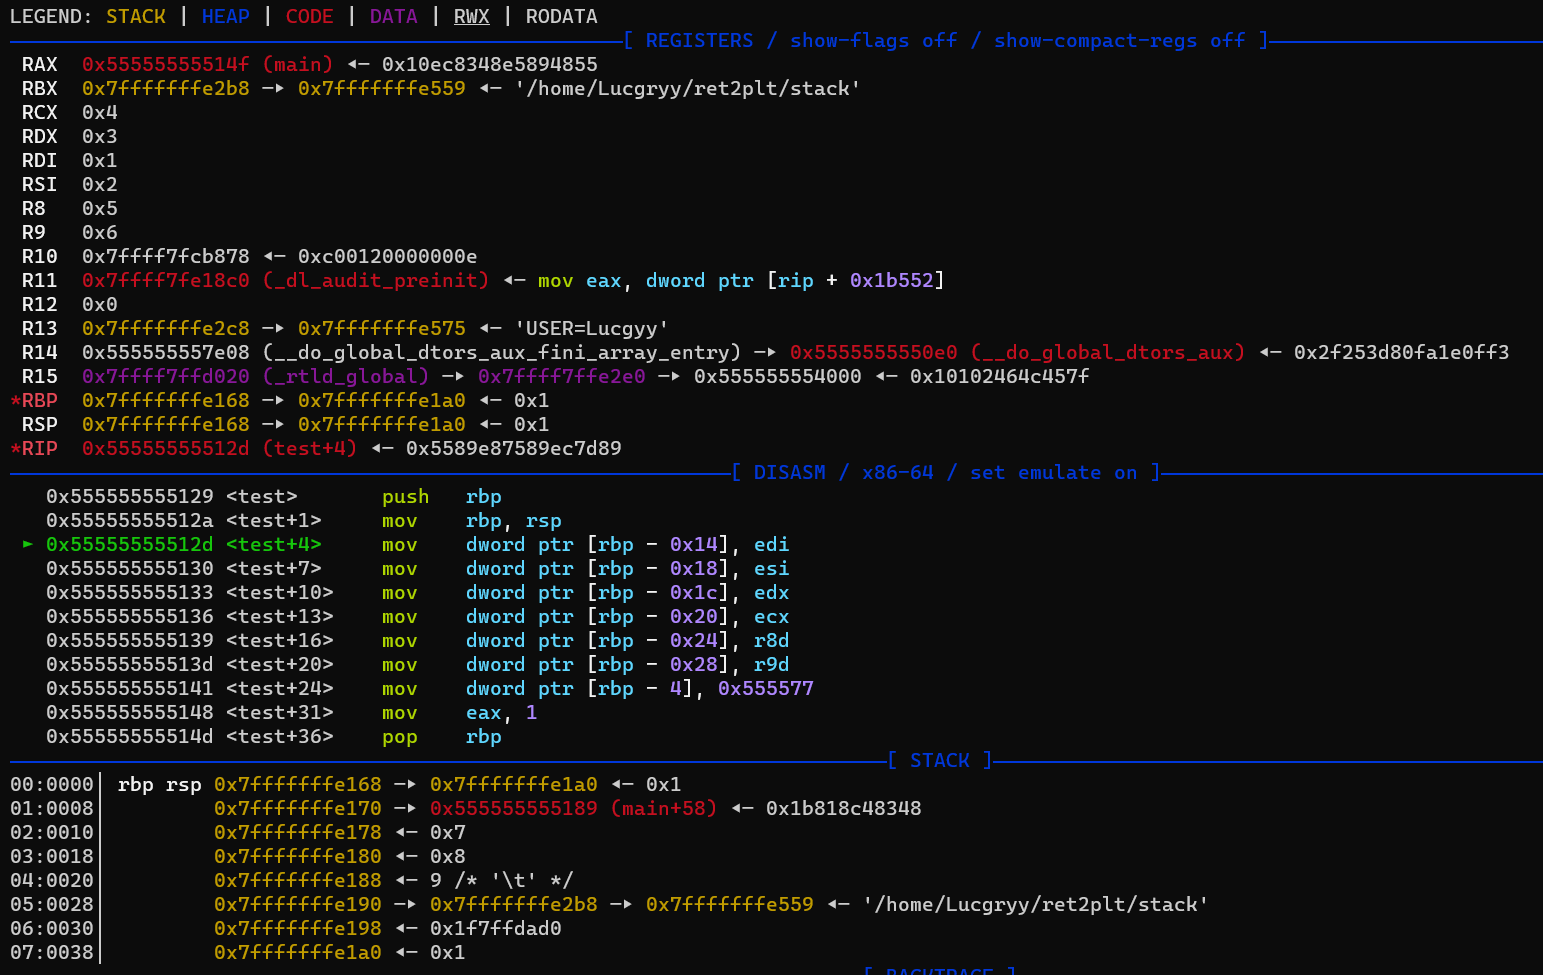 LEGEND: STACK | HEAP | CODE | DATA | RWX | RODATA
[ REGISTERS / show-flags off / show-compact-regs off ]
RAX 0x55555555514f (main) ◂— 0x10ec8348e5894855
RBX 0x7fffffffe2b8 —▸ 0x7fffffffe559 ◂— '/home/Lucgryy/ret2plt/stack'
RCX 0x4
RDX 0x3
RDI 0x1
RSI 0x2
R8 0x5
R9 0x6
R10 0x7ffff7fcb878 ◂— 0xc00120000000e
R11 0x7ffff7fe18c0 (_dl_audit_preinit) ◂— mov eax, dword ptr [rip + 0x1b552]
R12 0x0
R13 0x7fffffffe2c8 —▸ 0x7fffffffe575 ◂— 'USER=Lucgyy'
R14 0x555555557e08 (__do_global_dtors_aux_fini_array_entry) —▸ 0x5555555550e0 (__do_global_dtors_aux) ◂— 0x2f253d80fa1e0ff3
R15 0x7ffff7ffd020 (_rtld_global) —▸ 0x7ffff7ffe2e0 —▸ 0x555555554000 ◂— 0x10102464c457f
*RBP 0x7fffffffe168 —▸ 0x7fffffffe1a0 ◂— 0x1
RSP 0x7fffffffe168 —▸ 0x7fffffffe1a0 ◂— 0x1
*RIP 0x55555555512d (test+4) ◂— 0x5589e87589ec7d89
[ DISASM / x86-64 / set emulate on ]
0x555555555129 <test> push rbp
0x55555555512a <test+1> mov rbp, rsp
► 0x55555555512d <test+4> mov dword ptr [rbp - 0x14], edi
0x555555555130 <test+7> mov dword ptr [rbp - 0x18], esi
0x555555555133 <test+10> mov dword ptr [rbp - 0x1c], edx
0x555555555136 <test+13> mov dword ptr [rbp - 0x20], ecx
0x555555555139 <test+16> mov dword ptr [rbp - 0x24], r8d
0x55555555513d <test+20> mov dword ptr [rbp - 0x28], r9d
0x555555555141 <test+24> mov dword ptr [rbp - 4], 0x555577
0x555555555148 <test+31> mov eax, 1
0x55555555514d <test+36> pop rbp
[ STACK ]
00:0000│ rbp rsp 0x7fffffffe168 —▸ 0x7fffffffe1a0 ◂— 0x1
01:0008│ 0x7fffffffe170 —▸ 0x555555555189 (main+58) ◂— 0x1b818c48348
02:0010│ 0x7fffffffe178 ◂— 0x7
03:0018│ 0x7fffffffe180 ◂— 0x8
04:0020│ 0x7fffffffe188 ◂— 9 /* '\t' */
05:0028│ 0x7fffffffe190 —▸ 0x7fffffffe2b8 —▸ 0x7fffffffe559 ◂— '/home/Lucgryy/ret2plt/stack'
06:0030│ 0x7fffffffe198 ◂— 0x1f7ffdad0
07:0038│ 0x7fffffffe1a0 ◂— 0x1
[ BACKTRACE ]